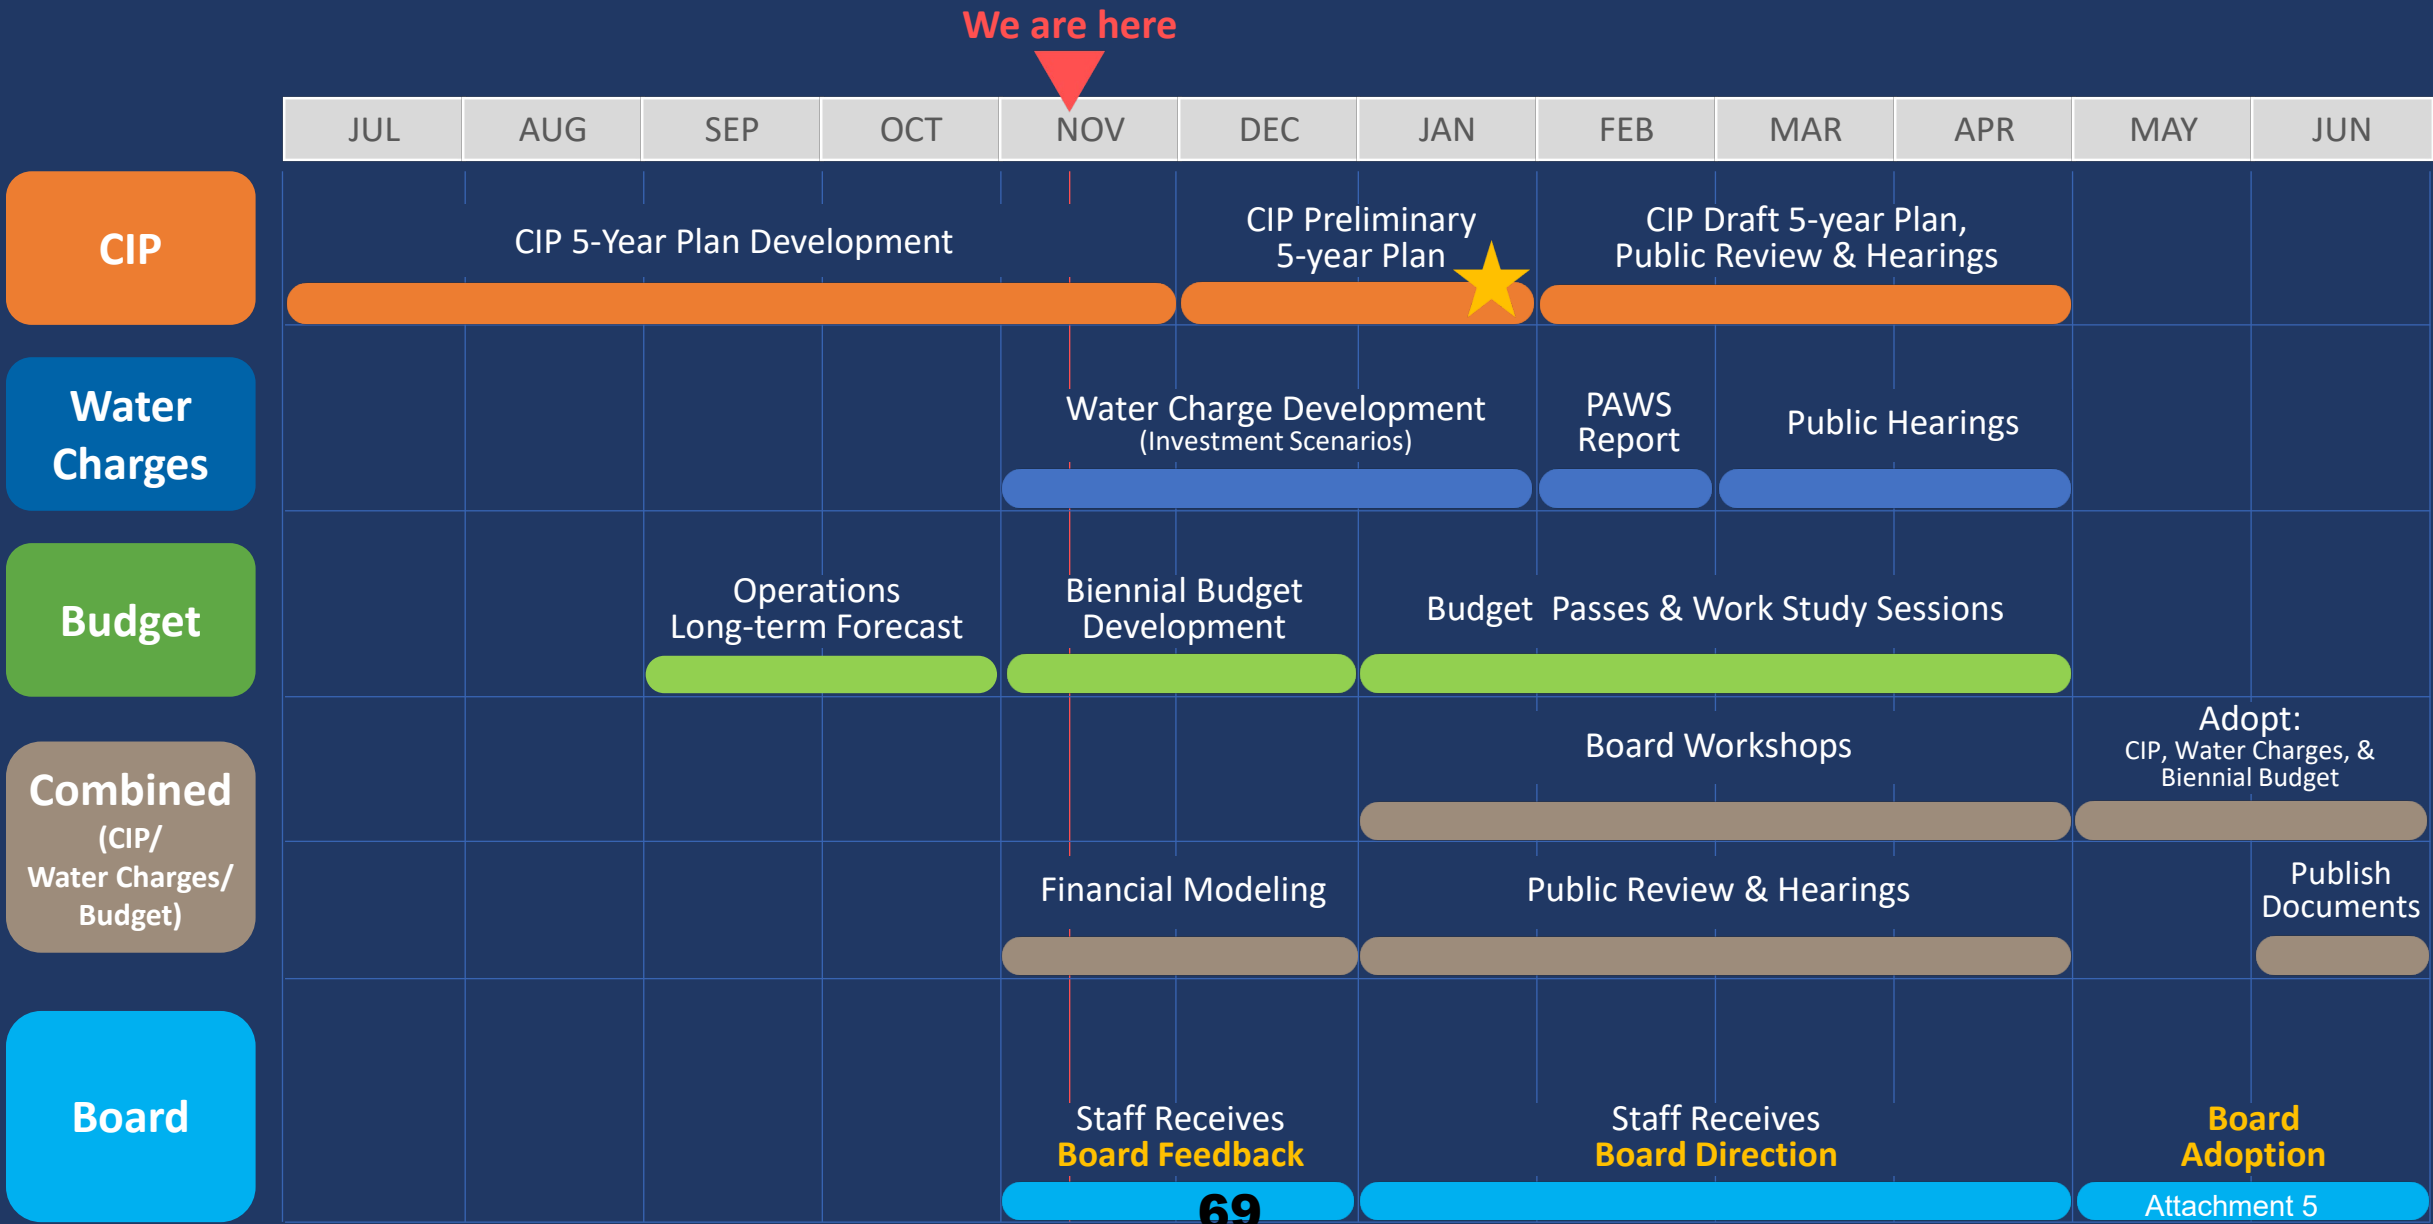 We are here
JUL AUG SEP OCT NOV DEC JAN FEB MAR APR MAY JUN
CIP
CIP 5-Year Plan Development
CIP Preliminary
5-year Plan
CIP Draft 5-year Plan,
Public Review & Hearings
Water
Charges
Water Charge Development
(Investment Scenarios)
PAWS
Report
Public Hearings
Budget
Operations
Long-term Forecast
Biennial Budget
Development
Budget Passes & Work Study Sessions
Combined
(CIP/
Water Charges/
Budget)
Board Workshops
Adopt:
CIP, Water Charges, &
Biennial Budget
Financial Modeling
Public Review & Hearings
Publish
Documents
Board
Staff Receives
Board Feedback
Staff Receives
Board Direction
Board
Adoption
69
Attachment 5